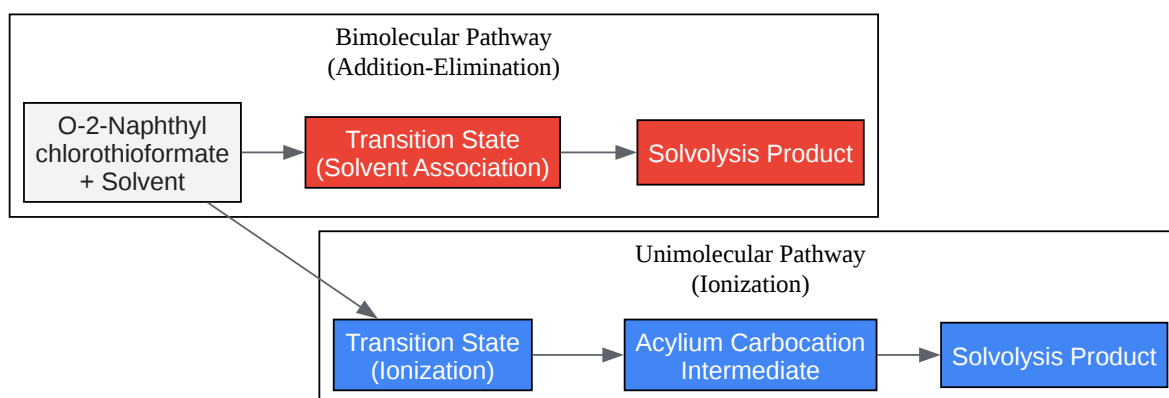 Bimolecular Pathway
(Addition-Elimination)
O-2-Naphthyl
chlorothioformate
+ Solvent
Transition State
(Solvent Association)
Solvolysis Product
Unimolecular Pathway
(Ionization)
Transition State
(Ionization)
Acylium Carbocation
Intermediate
Solvolysis Product